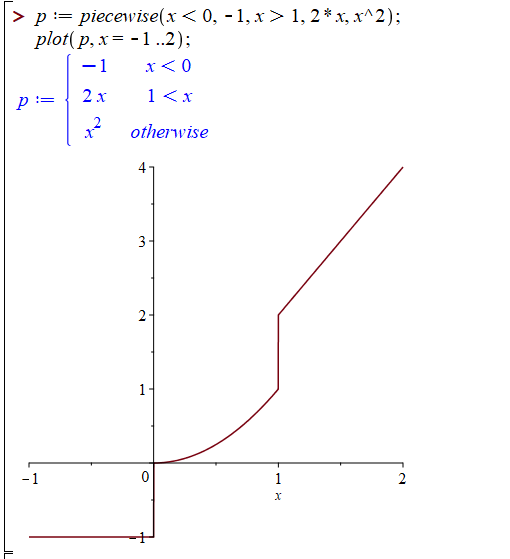 > p := piecewise(x < 0, -1, x > 1, 2*x, x^2);
plot(p, x = -1 ..2);
p := { −1 x < 0
2 x 1 < x
x² otherwise
4
3
2
1
−1 0 1 2
x
−1